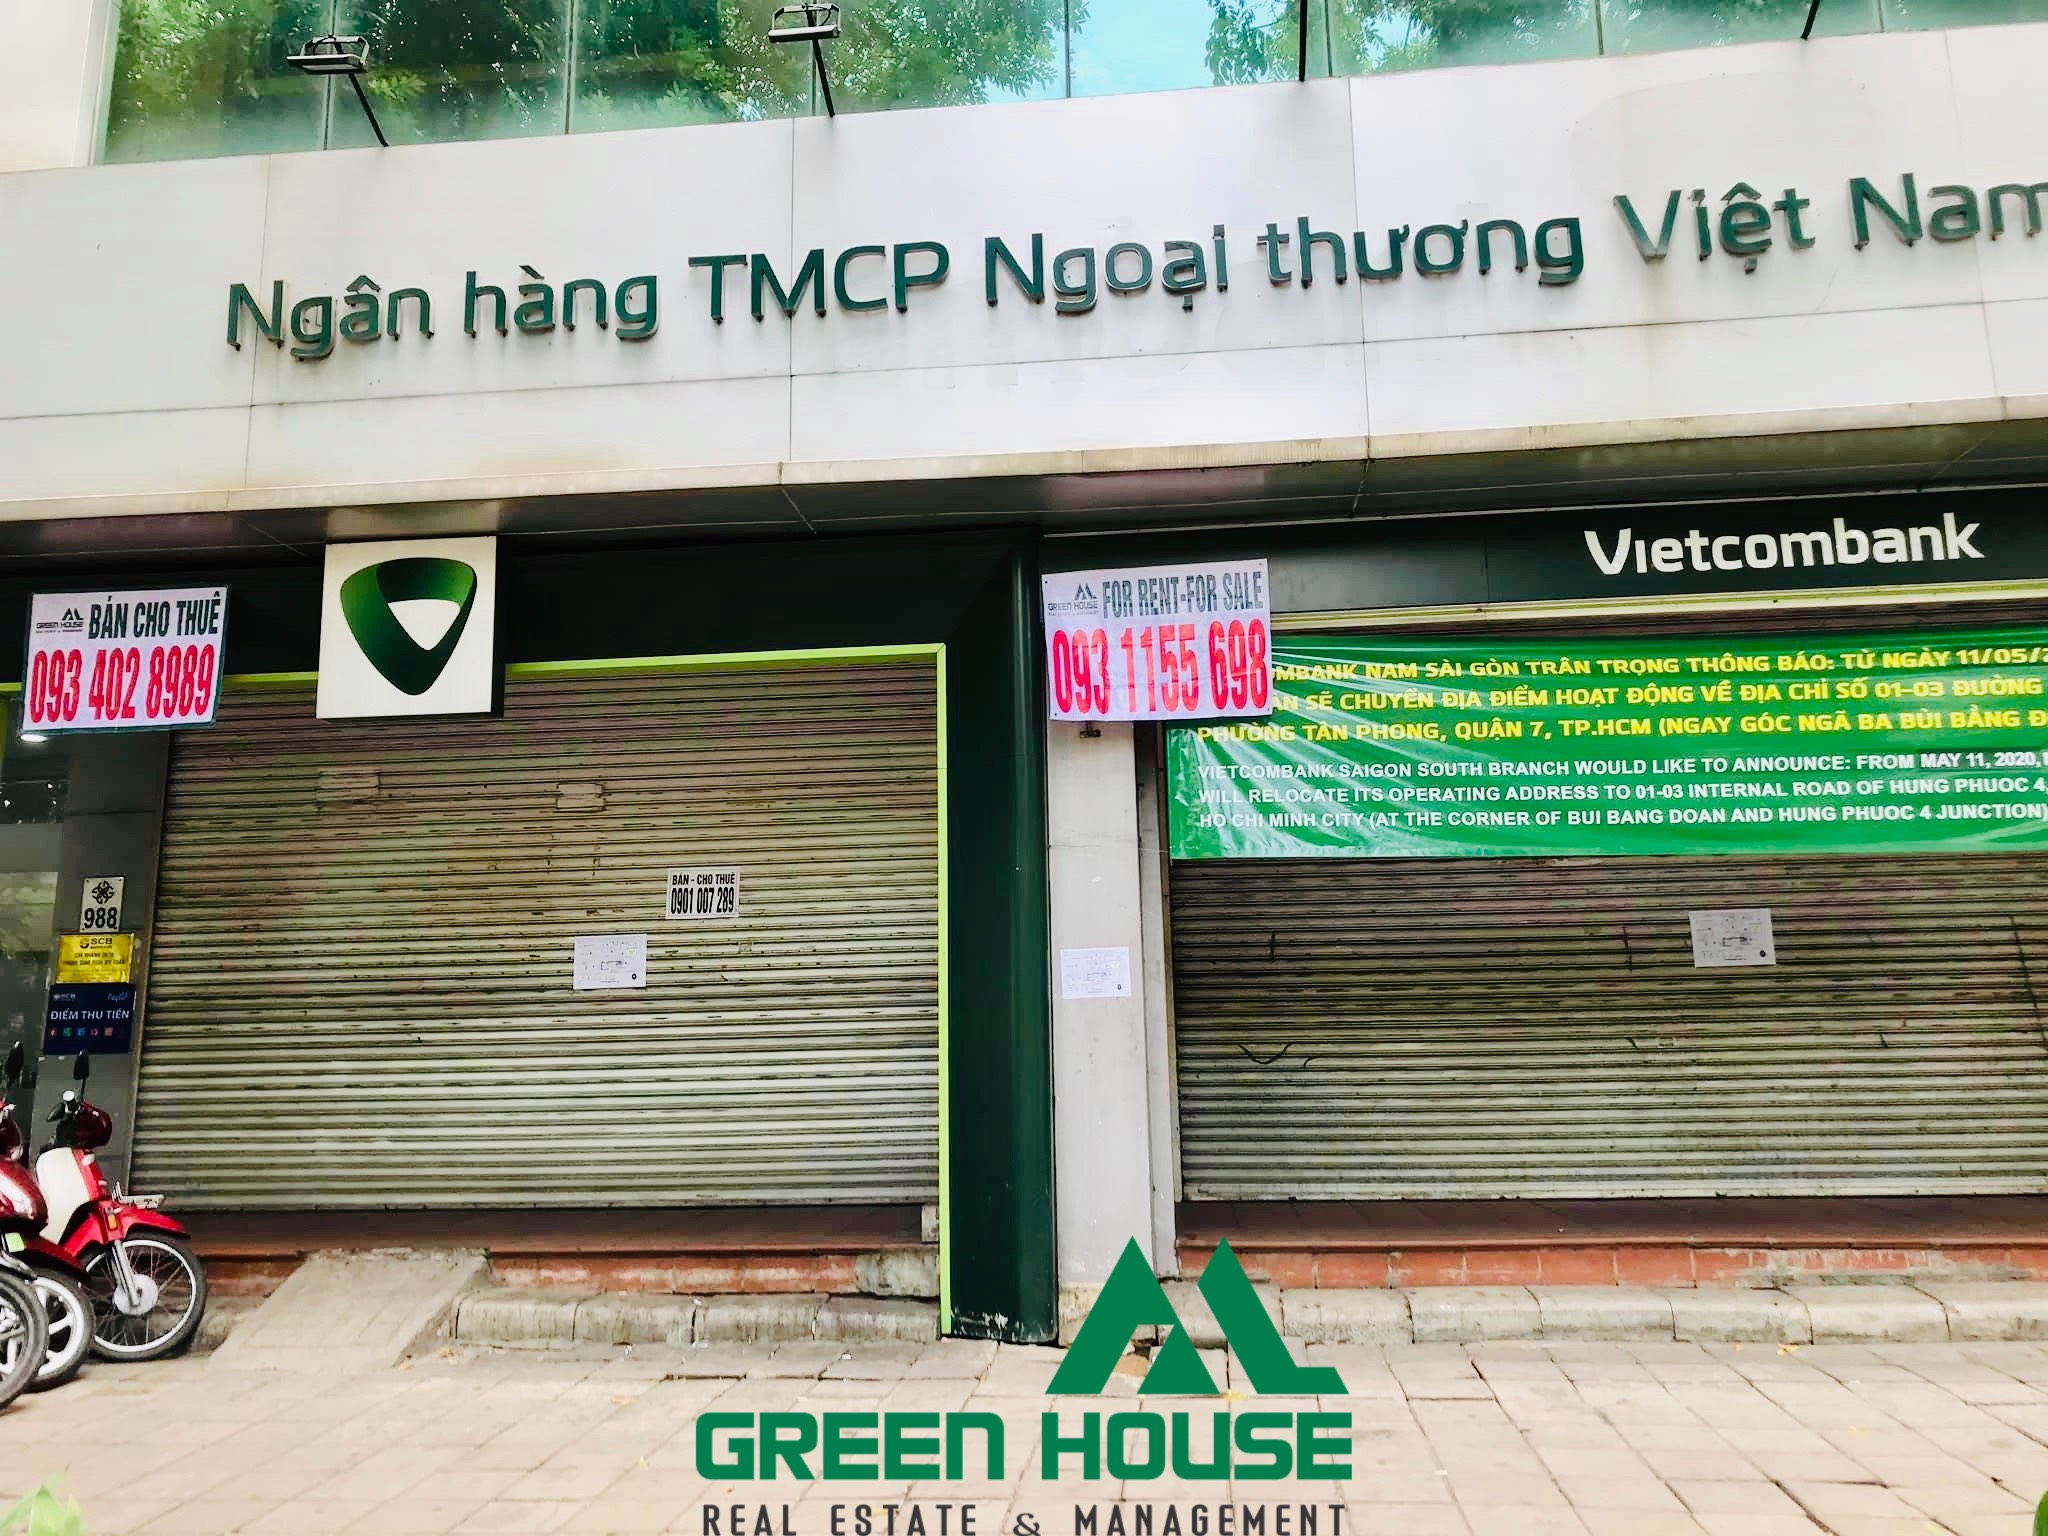 Ngân hàng TMCP Ngoại thương Việt Nam
Vietcombank
GREEN HOUSE
BÁN CHO THUÊ
093 402 8989
GREEN HOUSE
FOR RENT-FOR SALE
093 1155 698
MBANK NAM SÀI GÒN TRÂN TRỌNG THÔNG BÁO: TỪ NGÀY 11/05/2
ÀN SẼ CHUYỂN ĐỊA ĐIỂM HOẠT ĐỘNG VỀ ĐỊA CHỈ SỐ 01-03 ĐƯỜNG
PHƯỜNG TÂN PHONG, QUẬN 7, TP.HCM (NGAY GÓC NGÃ BA BÙI BẰNG Đ
VIETCOMBANK SAIGON SOUTH BRANCH WOULD LIKE TO ANNOUNCE: FROM MAY 11, 2020,
WILL RELOCATE ITS OPERATING ADDRESS TO 01-03 INTERNAL ROAD OF HUNG PHUOC 4,
HO CHI MINH CITY (AT THE CORNER OF BUI BANG DOAN AND HUNG PHUOC 4 JUNCTION)
BÁN - CHO THUÊ
0901 007 289
988
SCB
SCB
ĐIỂM THU TIỀN
GREEN HOUSE
REAL ESTATE & MANAGEMENT